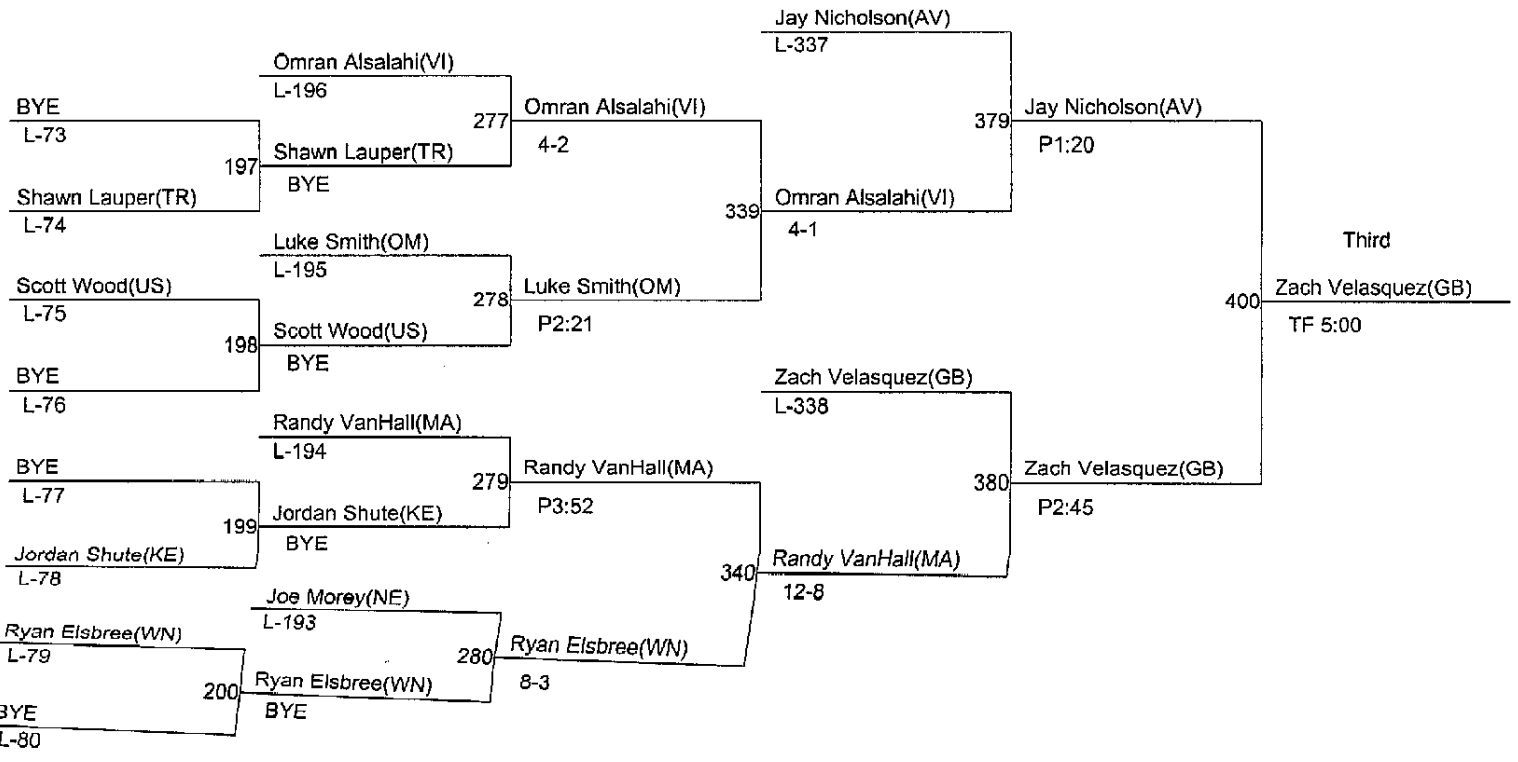 Jay Nicholson(AV)
L-337
Omran Alsalahi(VI)
L-196
BYE
L-73
277
Omran Alsalahi(VI)
4-2
379
Jay Nicholson(AV)
P1:20
197
Shawn Lauper(TR)
BYE
Shawn Lauper(TR)
L-74
339
Omran Alsalahi(VI)
4-1
Luke Smith(OM)
L-195
Third
Scott Wood(US)
L-75
278
Luke Smith(OM)
P2:21
400
Zach Velasquez(GB)
TF 5:00
198
Scott Wood(US)
BYE
BYE
L-76
Zach Velasquez(GB)
L-338
Randy VanHall(MA)
L-194
BYE
L-77
279
Randy VanHall(MA)
P3:52
380
Zach Velasquez(GB)
P2:45
199
Jordan Shute(KE)
BYE
Jordan Shute(KE)
L-78
340
Randy VanHall(MA)
12-8
Joe Morey(NE)
L-193
Ryan Elsbree(WN)
L-79
280
Ryan Elsbree(WN)
8-3
200
Ryan Elsbree(WN)
BYE
BYE
L-80